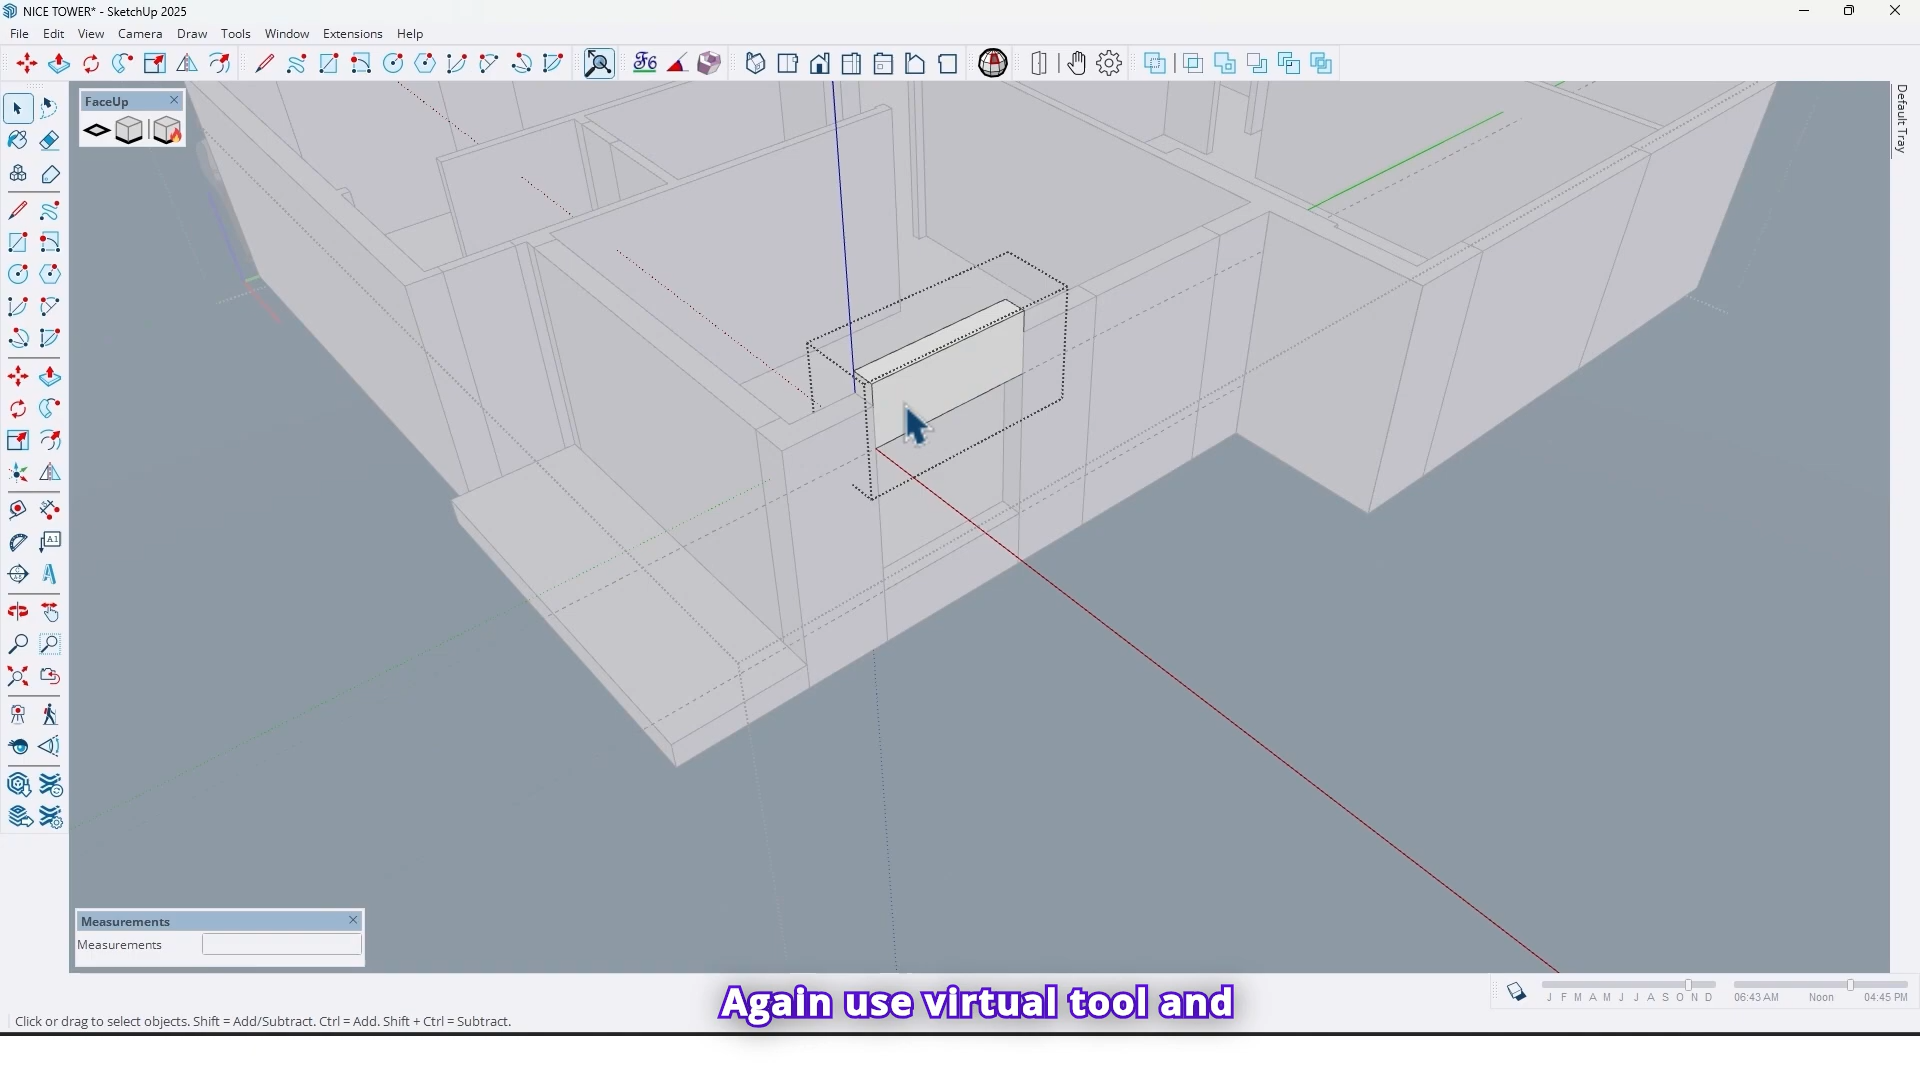 NICE TOWER* - SketchUp 2025
File Edit View Camera Draw Tools Window Extensions Help
FaceUp
Default Tray
A1
Measurements
Measurements
J F M A M J J A S O N D
06:43 AM Noon 04:45 PM
Again use virtual tool and
Click or drag to select objects. Shift = Add/Subtract. Ctrl = Add. Shift + Ctrl = Subtract.